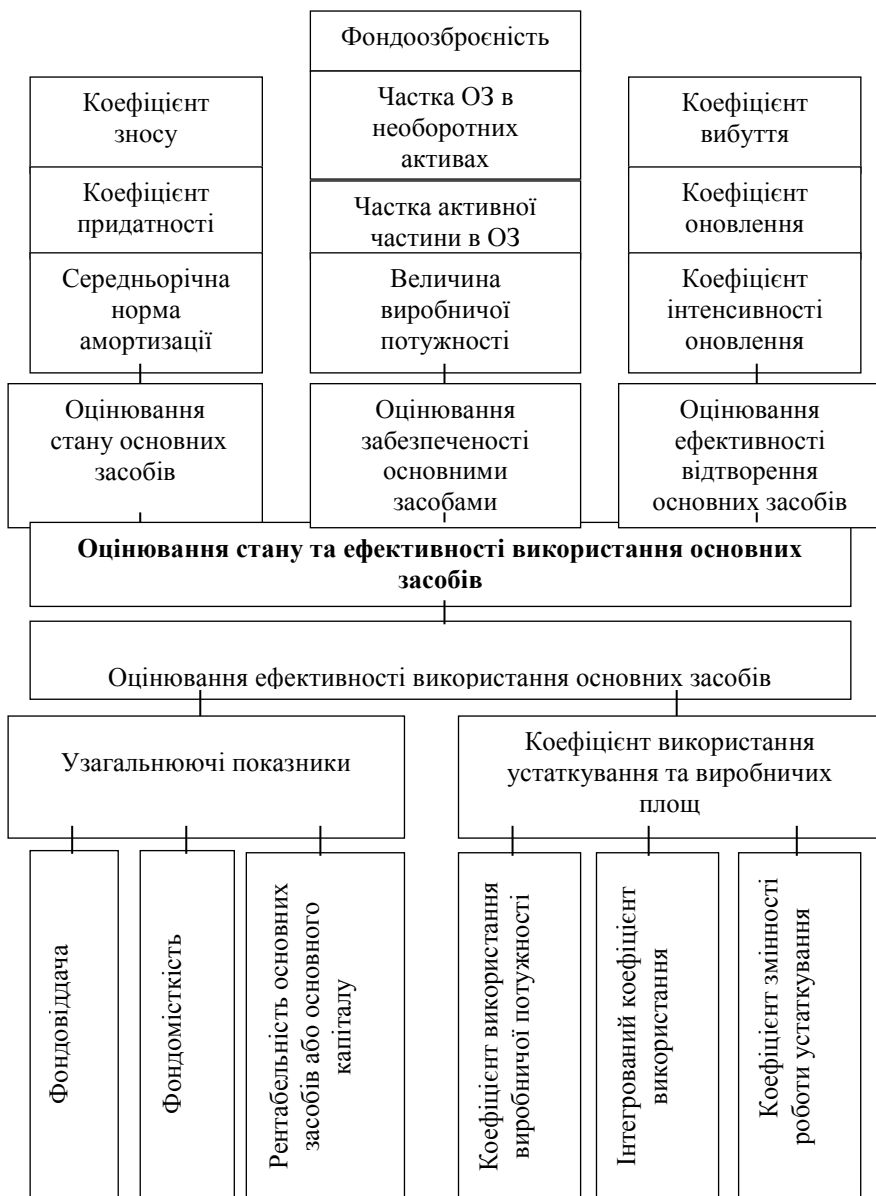 Фондоозброєність
Коефіцієнт
зносу
Частка ОЗ в
необоротних
активах
Коефіцієнт
вибуття
Коефіцієнт
придатності
Частка активної
частини в ОЗ
Коефіцієнт
оновлення
Середньорічна
норма
амортизації
Величина
виробничої
потужності
Коефіцієнт
інтенсивності
оновлення
Оцінювання
стану основних
засобів
Оцінювання
забезпеченості
основними
засобами
Оцінювання
ефективності
відтворення
основних засобів
Оцінювання стану та ефективності використання основних
засобів
Оцінювання ефективності використання основних засобів
Узагальнюючі показники
Коефіцієнт використання
устаткування та виробничих
площ
Фондовіддача
Фондомісткість
Рентабельність основних
засобів або основного
капіталу
Коефіцієнт використання
виробничої потужності
Інтегрований коефіцієнт
використання
Коефіцієнт змінності
роботи устаткування